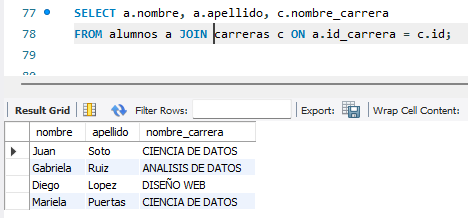 77 SELECT a.nombre, a.apellido, c.nombre_carrera
78 FROM alumnos a JOIN carreras c ON a.id_carrera = c.id;
79
Result Grid Filter Rows: Export: Wrap Cell Content:
nombre apellido nombre_carrera
Juan Soto CIENCIA DE DATOS
Gabriela Ruiz ANALISIS DE DATOS
Diego Lopez DISEÑO WEB
Mariela Puertas CIENCIA DE DATOS